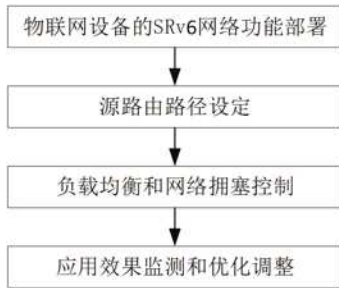 物联网设备的SRv6网络功能部署
源路由路径设定
负载均衡和网络拥塞控制
应用效果监测和优化调整